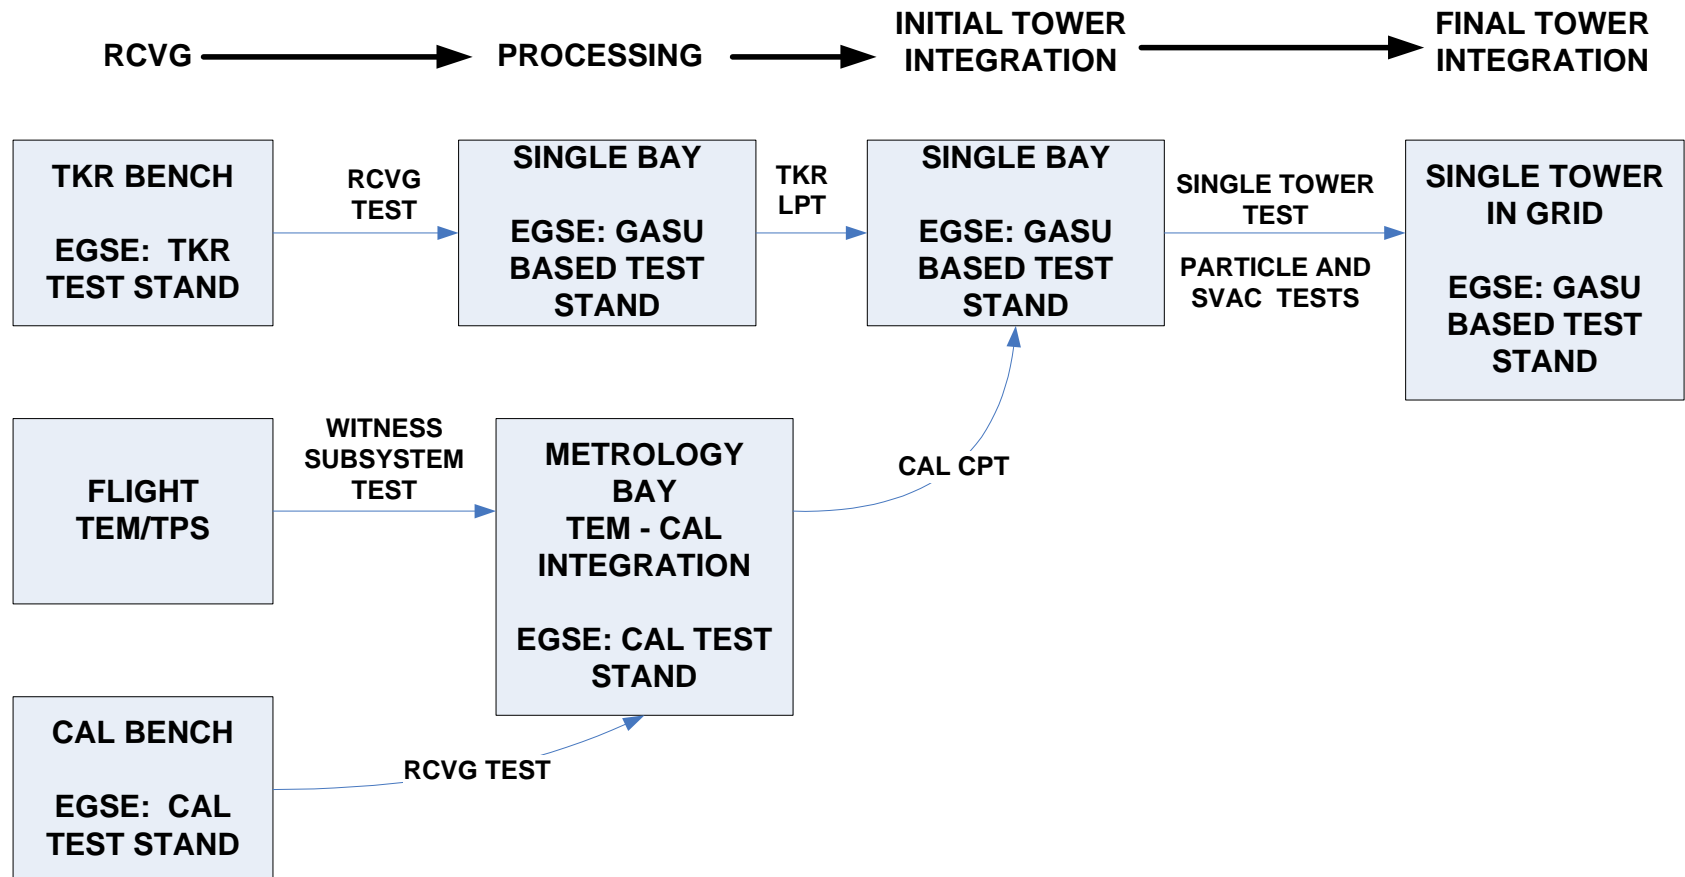 RCVG
PROCESSING
INITIAL TOWER
INTEGRATION
FINAL TOWER
INTEGRATION
TKR BENCH
EGSE: TKR
TEST STAND
RCVG
TEST
SINGLE BAY
EGSE: GASU
BASED TEST
STAND
TKR
LPT
SINGLE BAY
EGSE: GASU
BASED TEST
STAND
SINGLE TOWER
TEST
PARTICLE AND
SVAC TESTS
SINGLE TOWER
IN GRID
EGSE: GASU
BASED TEST
STAND
FLIGHT
TEM/TPS
WITNESS
SUBSYSTEM
TEST
METROLOGY
BAY
TEM - CAL
INTEGRATION
EGSE: CAL TEST
STAND
CAL CPT
CAL BENCH
EGSE: CAL
TEST STAND
RCVG TEST